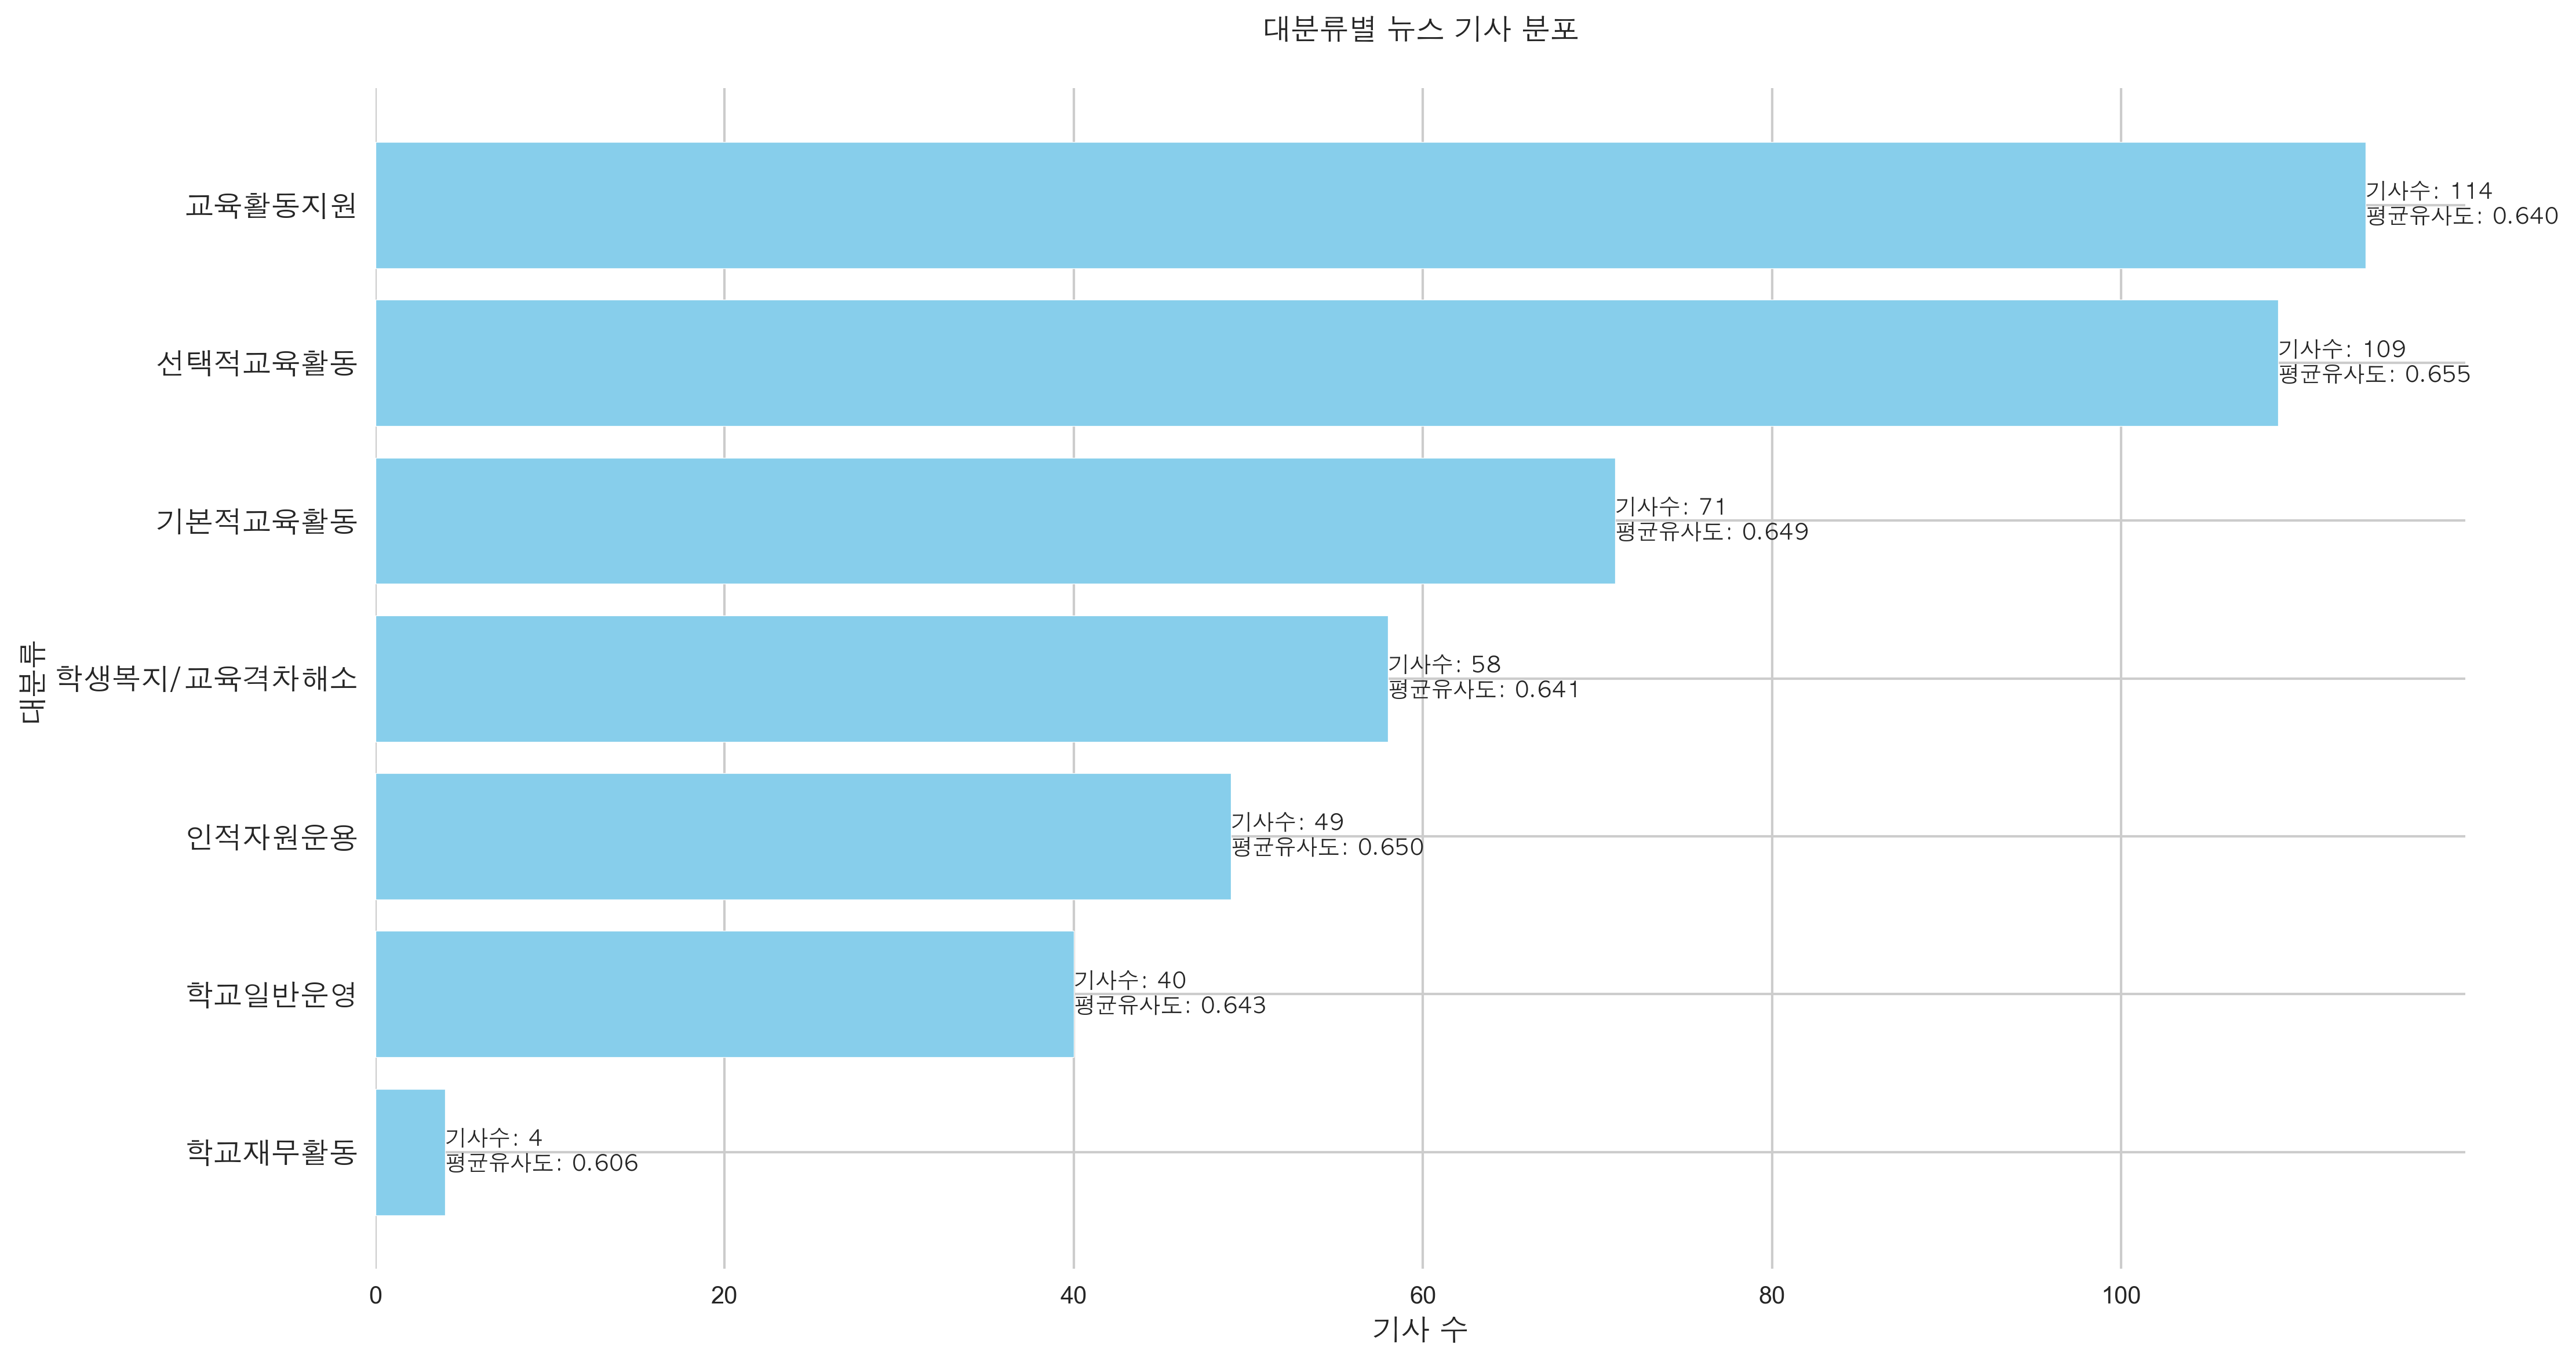 대분류별 뉴스 기사 분포
교육활동지원
기사수: 114
평균유사도: 0.640
선택적교육활동
기사수: 109
평균유사도: 0.655
기본적교육활동
기사수: 71
평균유사도: 0.649
대분류
학생복지/교육격차해소
기사수: 58
평균유사도: 0.641
인적자원운용
기사수: 49
평균유사도: 0.650
학교일반운영
기사수: 40
평균유사도: 0.643
학교재무활동
기사수: 4
평균유사도: 0.606
0 20 40 60 80 100
기사 수